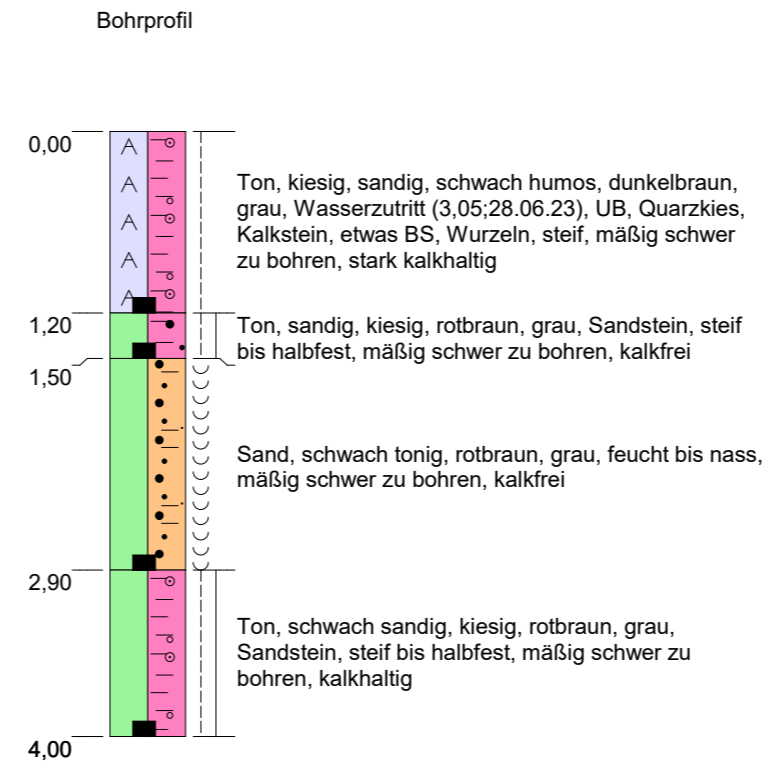 Bohrprofil
0,00
Ton, kiesig, sandig, schwach humos, dunkelbraun,
grau, Wasserzutritt (3,05;28.06.23), UB, Quarzkies,
Kalkstein, etwas BS, Wurzeln, steif, mäßig schwer
zu bohren, stark kalkhaltig
A
A
A
A
A
1,20
Ton, sandig, kiesig, rotbraun, grau, Sandstein, steif
bis halbfest, mäßig schwer zu bohren, kalkfrei
1,50
Sand, schwach tonig, rotbraun, grau, feucht bis nass,
mäßig schwer zu bohren, kalkfrei
2,90
Ton, schwach sandig, kiesig, rotbraun, grau,
Sandstein, steif bis halbfest, mäßig schwer zu
bohren, kalkhaltig
4,00